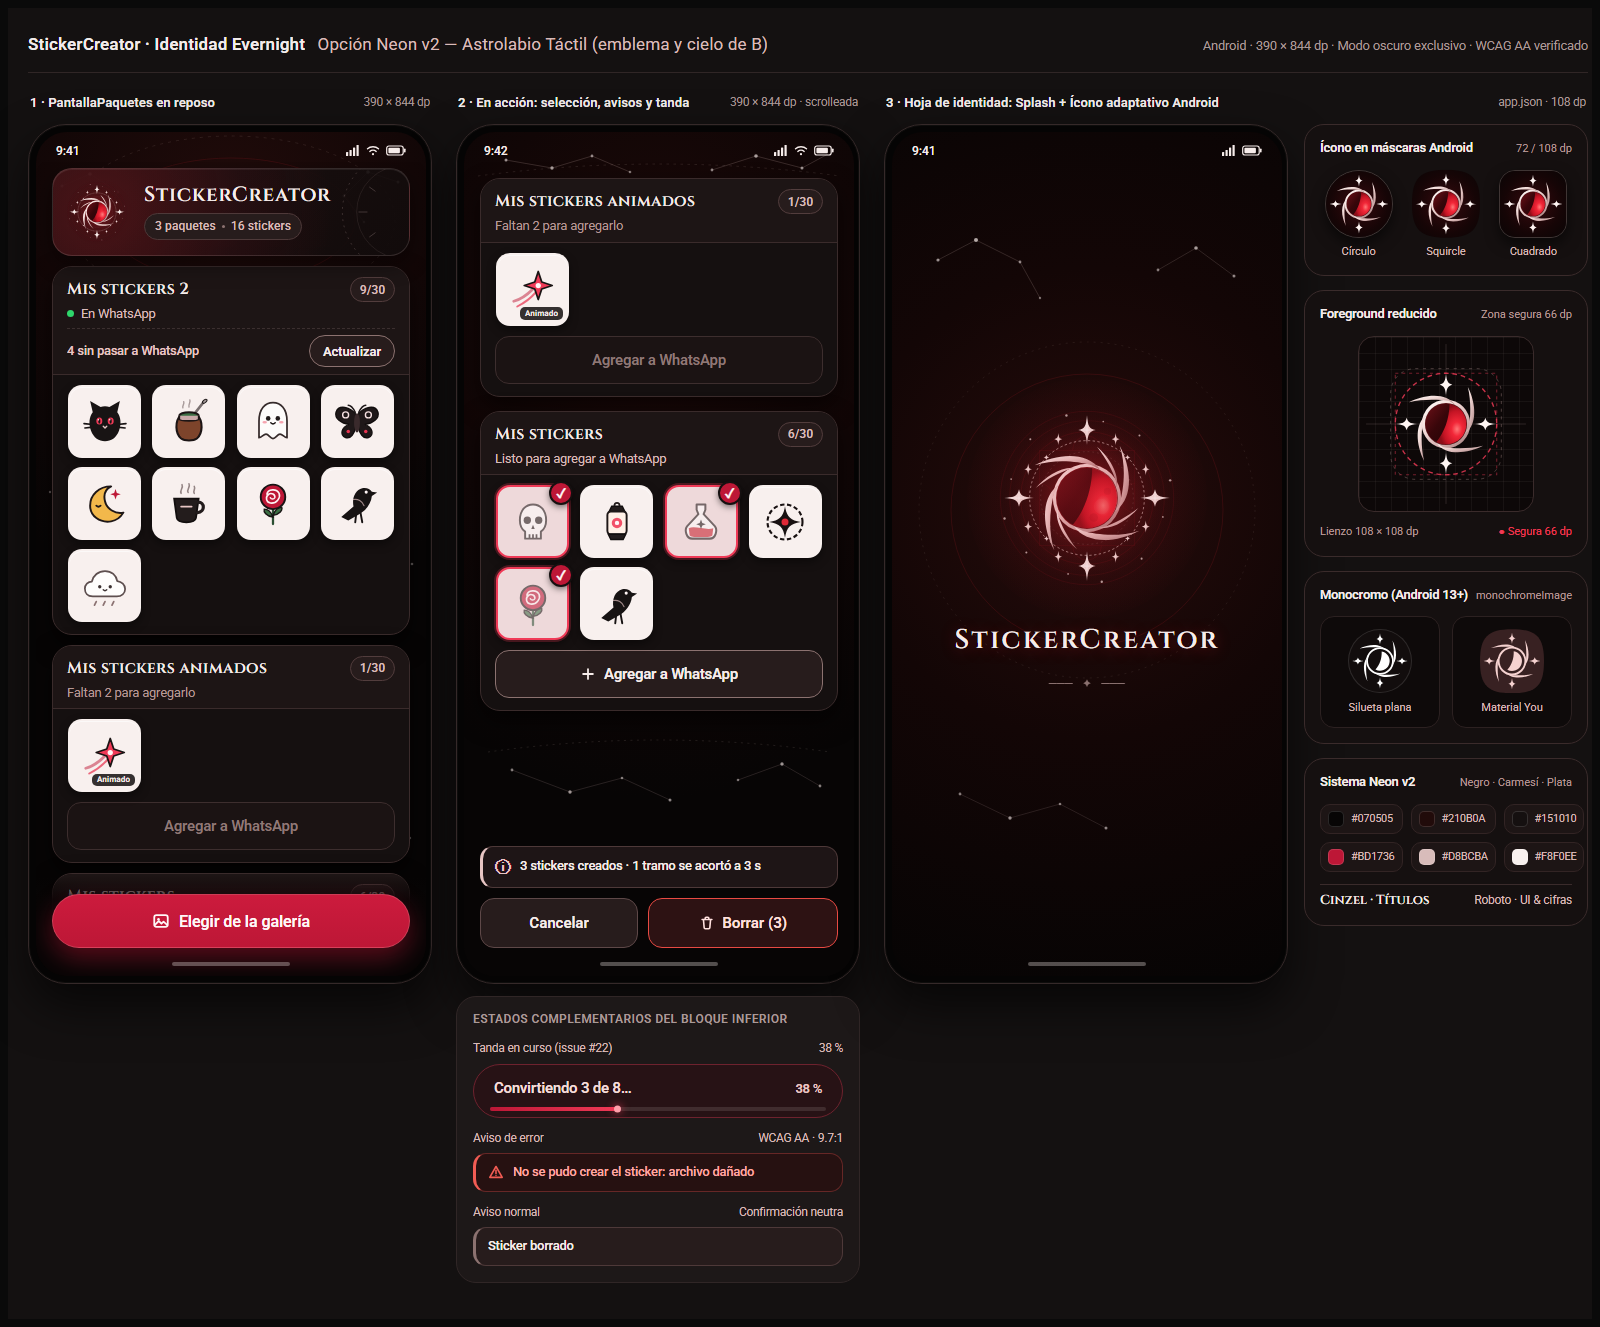 StickerCreator · Identidad Evernight Opción Neon v2 — Astrolabio Táctil (emblema y cielo de B)
Android · 390 × 844 dp · Modo oscuro exclusivo · WCAG AA verificado
1 · PantallaPaquetes en reposo
390 × 844 dp
9:41
StickerCreator
3 paquetes • 16 stickers
Mis stickers 2
9/30
En WhatsApp
4 sin pasar a WhatsApp
Actualizar
Mis stickers animados
1/30
Faltan 2 para agregarlo
Animado
Agregar a WhatsApp
Mis stickers
6/30
Elegir de la galería
2 · En acción: selección, avisos y tanda
390 × 844 dp · scrolleada
9:42
Mis stickers animados
1/30
Faltan 2 para agregarlo
Animado
Agregar a WhatsApp
Mis stickers
6/30
Listo para agregar a WhatsApp
+ Agregar a WhatsApp
3 stickers creados · 1 tramo se acortó a 3 s
Cancelar
Borrar (3)
ESTADOS COMPLEMENTARIOS DEL BLOQUE INFERIOR
Tanda en curso (issue #22)
38 %
Convirtiendo 3 de 8...
38 %
Aviso de error
WCAG AA · 9.7:1
No se pudo crear el sticker: archivo dañado
Aviso normal
Confirmación neutra
Sticker borrado
3 · Hoja de identidad: Splash + Ícono adaptativo Android
app.json · 108 dp
9:41
StickerCreator
Ícono en máscaras Android
72 / 108 dp
Círculo
Squircle
Cuadrado
Foreground reducido
Zona segura 66 dp
Lienzo 108 × 108 dp
● Segura 66 dp
Monocromo (Android 13+)
monochromeImage
Silueta plana
Material You
Sistema Neon v2
Negro · Carmesí · Plata
#070505
#210B0A
#151010
#BD1736
#D8BCBA
#F8F0EE
Cinzel · Títulos
Roboto · UI & cifras